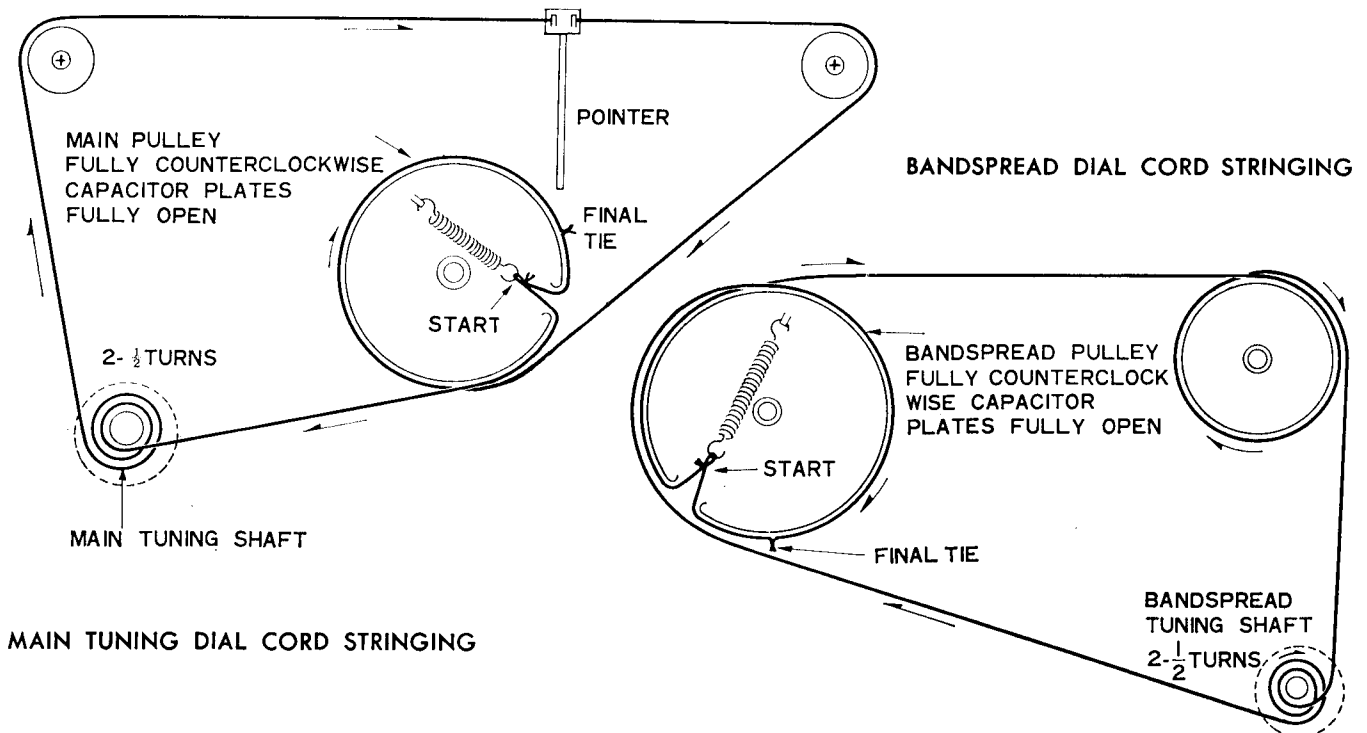 POINTER
MAIN PULLEY
FULLY COUNTERCLOCKWISE
CAPACITOR PLATES
FULLY OPEN
FINAL
TIE
START
2-½ TURNS
MAIN TUNING SHAFT
MAIN TUNING DIAL CORD STRINGING
BANDSPREAD DIAL CORD STRINGING
BANDSPREAD PULLEY
FULLY COUNTERCLOCK
WISE CAPACITOR
PLATES FULLY OPEN
START
FINAL TIE
BANDSPREAD
TUNING SHAFT
2-½ TURNS